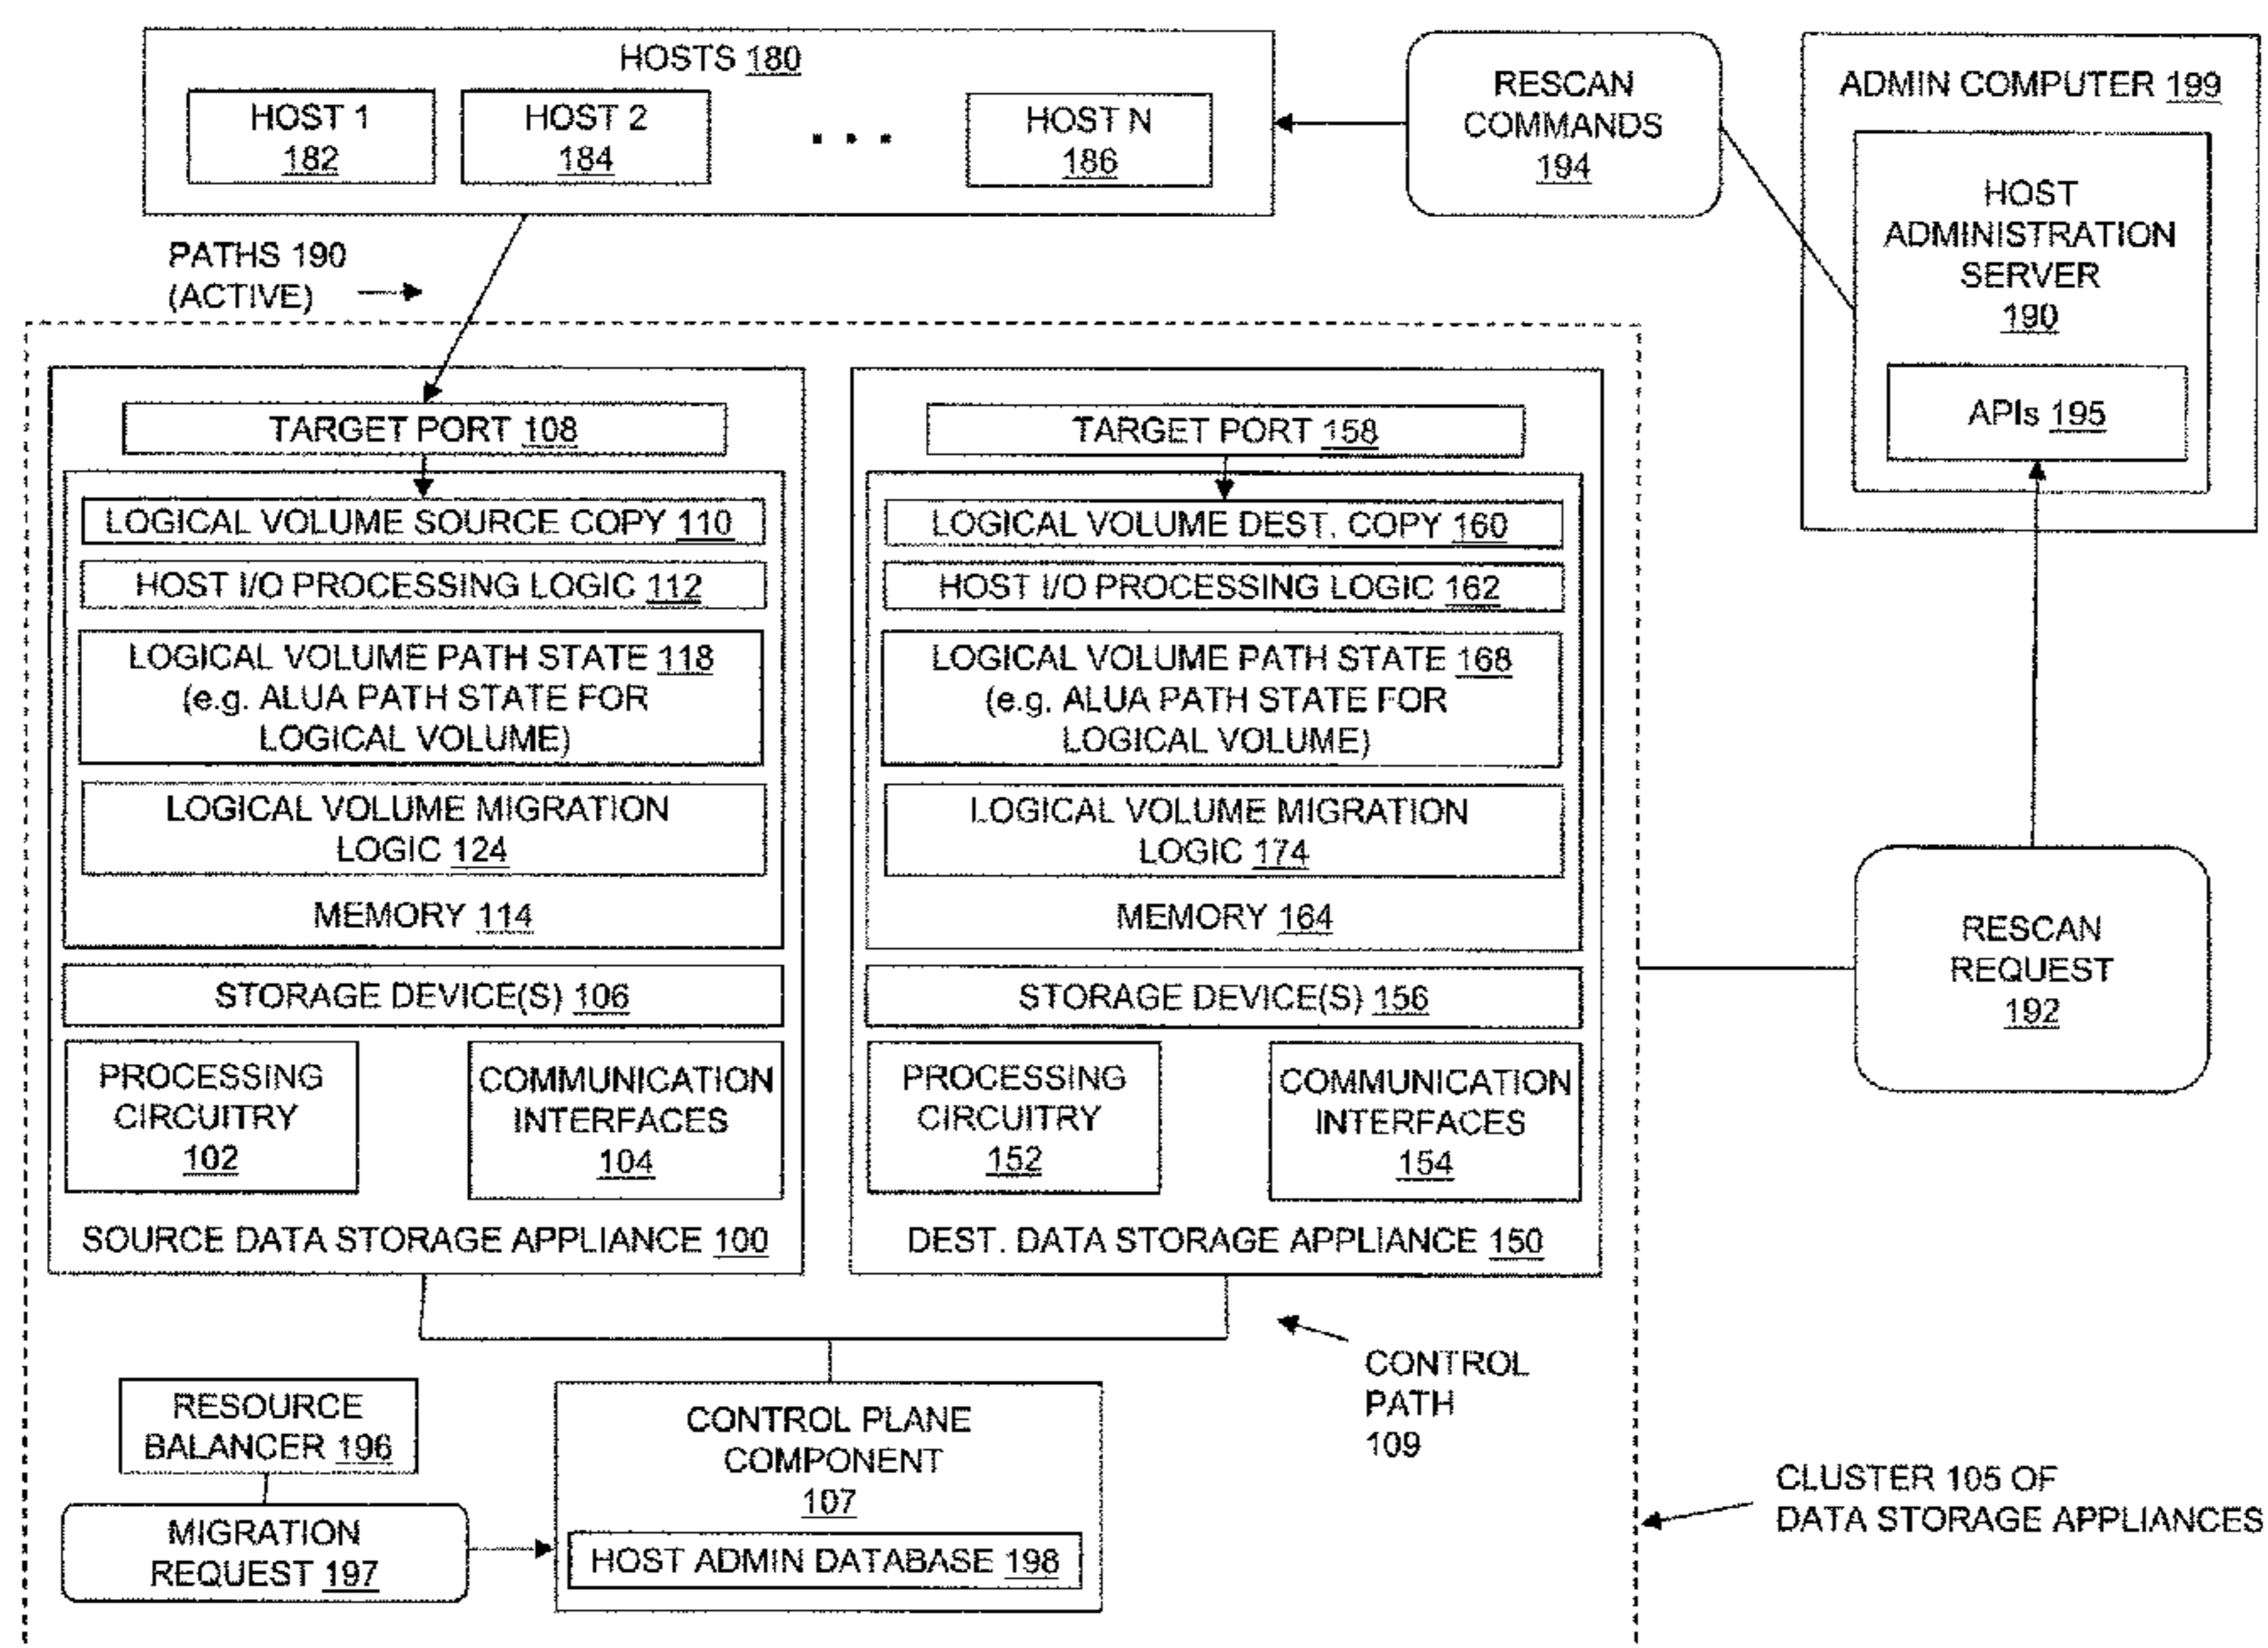 HOSTS 180
HOST 1
182
HOST 2
184
. . .
HOST N
186
RESCAN
COMMANDS
194
ADMIN COMPUTER 199
HOST
ADMINISTRATION
SERVER
190
APIs 195
PATHS 190
(ACTIVE)
TARGET PORT 108
LOGICAL VOLUME SOURCE COPY 110
HOST I/O PROCESSING LOGIC 112
LOGICAL VOLUME PATH STATE 118
(e.g. ALUA PATH STATE FOR
LOGICAL VOLUME)
LOGICAL VOLUME MIGRATION
LOGIC 124
MEMORY 114
STORAGE DEVICE(S) 106
PROCESSING
CIRCUITRY
102
COMMUNICATION
INTERFACES
104
SOURCE DATA STORAGE APPLIANCE 100
TARGET PORT 158
LOGICAL VOLUME DEST. COPY 160
HOST I/O PROCESSING LOGIC 162
LOGICAL VOLUME PATH STATE 168
(e.g. ALUA PATH STATE FOR
LOGICAL VOLUME)
LOGICAL VOLUME MIGRATION
LOGIC 174
MEMORY 164
STORAGE DEVICE(S) 156
PROCESSING
CIRCUITRY
152
COMMUNICATION
INTERFACES
154
DEST. DATA STORAGE APPLIANCE 150
RESCAN
REQUEST
192
CONTROL
PATH
109
RESOURCE
BALANCER 196
MIGRATION
REQUEST 197
CONTROL PLANE
COMPONENT
107
HOST ADMIN DATABASE 198
CLUSTER 105 OF
DATA STORAGE APPLIANCES